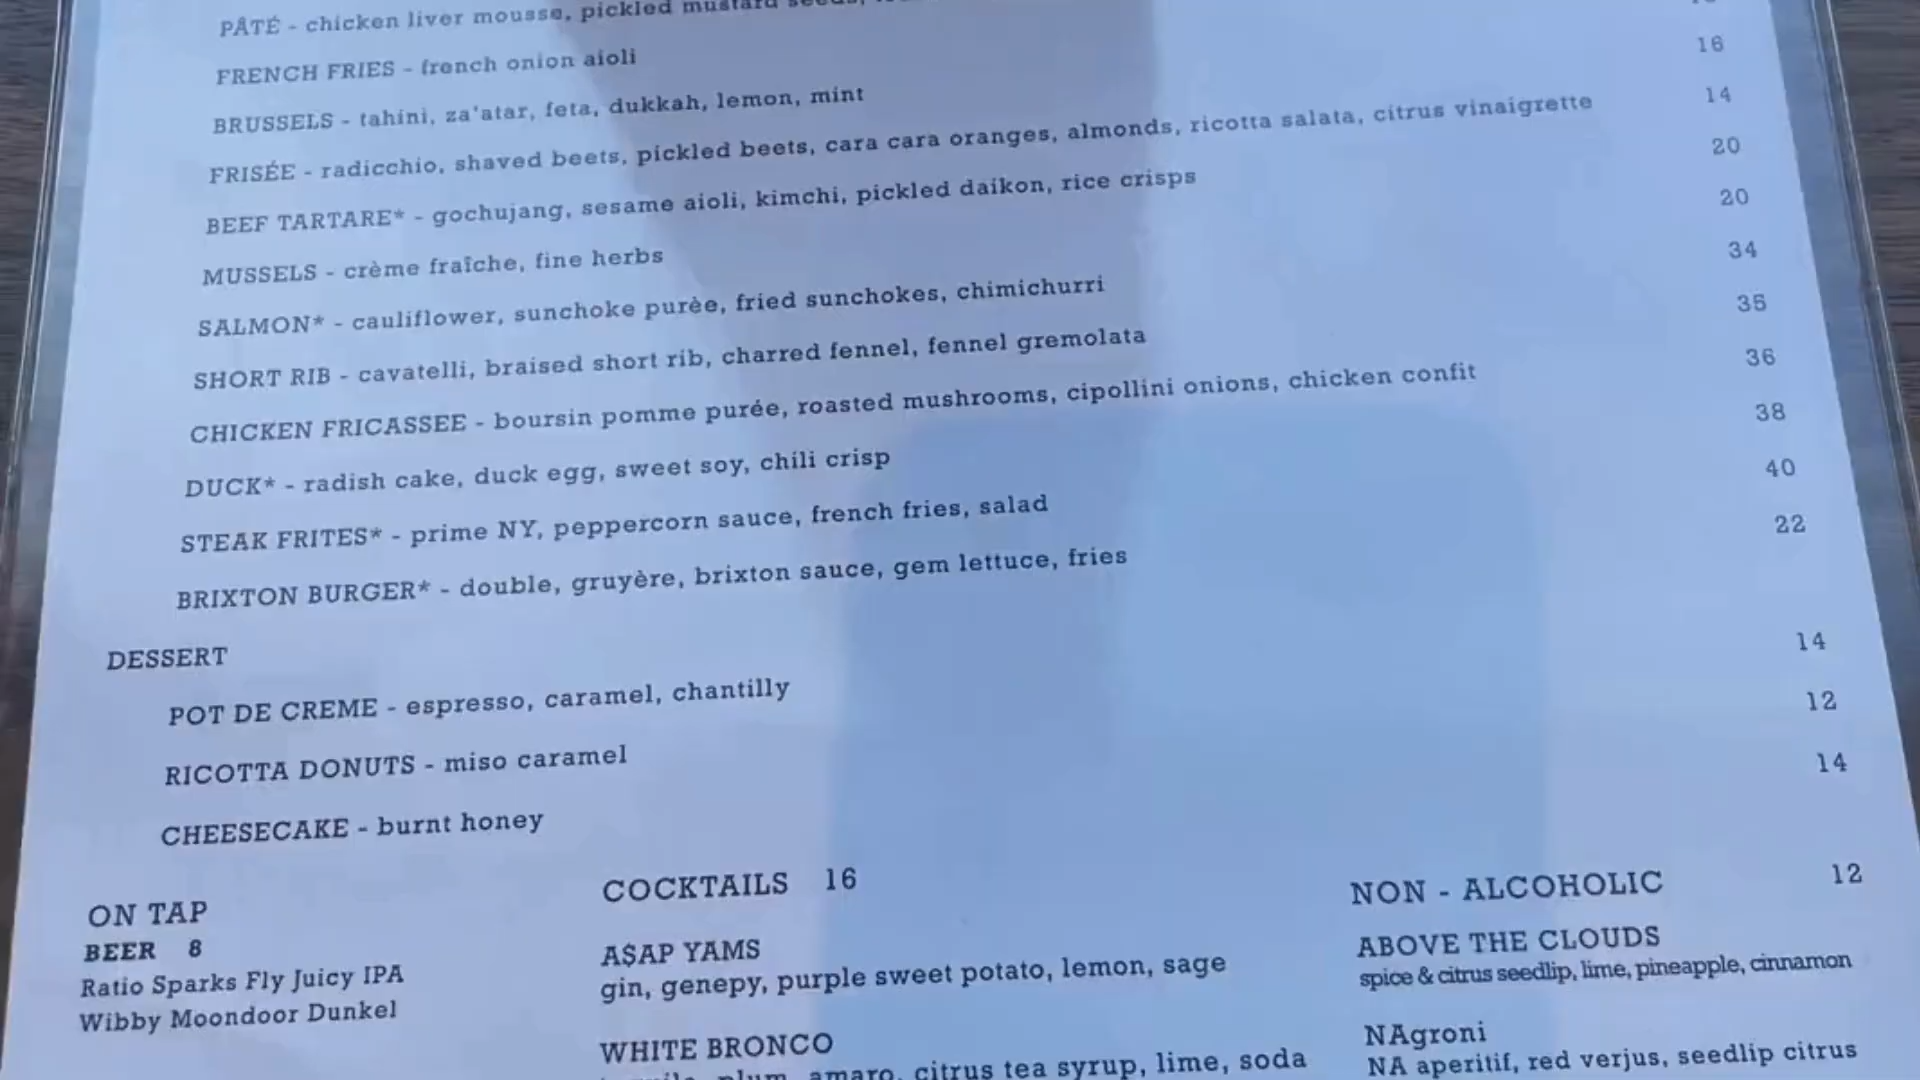 PÂTÉ - chicken liver mousse, pickled mustard
FRENCH FRIES - french onion aioli
BRUSSELS - tahini, za'atar, feta, dukkah, lemon, mint 16
FRISÉE - radicchio, shaved beets, pickled beets, cara cara oranges, almonds, ricotta salata, citrus vinaigrette 14
BEEF TARTARE* - gochujang, sesame aioli, kimchi, pickled daikon, rice crisps 20
MUSSELS - crème fraîche, fine herbs 20
SALMON* - cauliflower, sunchoke purèe, fried sunchokes, chimichurri 34
SHORT RIB - cavatelli, braised short rib, charred fennel, fennel gremolata 35
CHICKEN FRICASSEE - boursin pomme purée, roasted mushrooms, cipollini onions, chicken confit 36
DUCK* - radish cake, duck egg, sweet soy, chili crisp 38
STEAK FRITES* - prime NY, peppercorn sauce, french fries, salad 40
BRIXTON BURGER* - double, gruyère, brixton sauce, gem lettuce, fries 22
DESSERT
POT DE CREME - espresso, caramel, chantilly 14
RICOTTA DONUTS - miso caramel 12
CHEESECAKE - burnt honey 14
ON TAP
BEER 8
Ratio Sparks Fly Juicy IPA
Wibby Moondoor Dunkel
COCKTAILS 16
A$AP YAMS
gin, genepy, purple sweet potato, lemon, sage
WHITE BRONCO
plum, amaro, citrus tea syrup, lime, soda
NON - ALCOHOLIC 12
ABOVE THE CLOUDS
spice & citrus seedlip, lime, pineapple, cinnamon
NAgroni
NA aperitif, red verjus, seedlip citrus